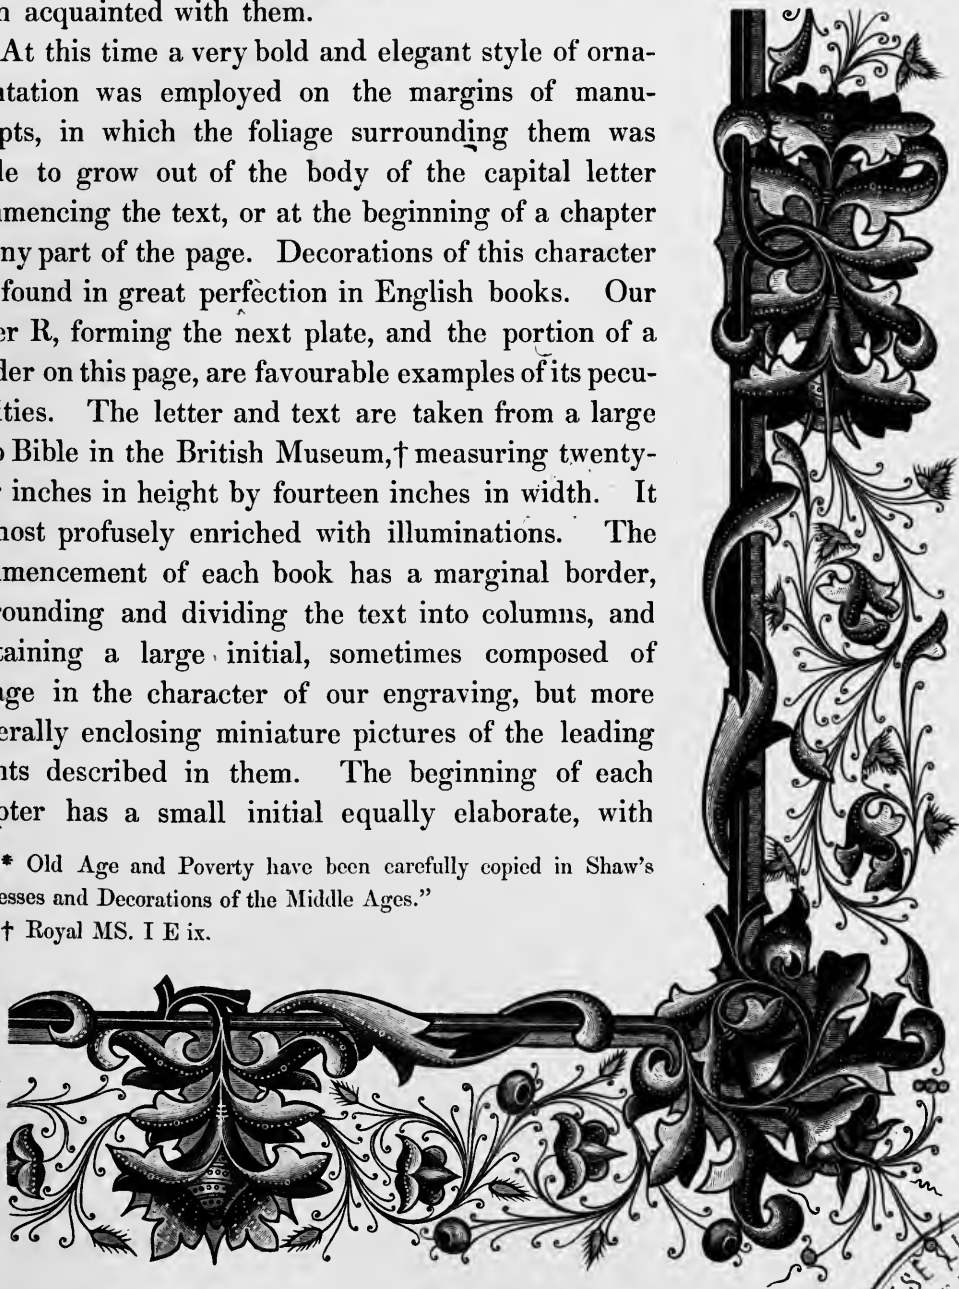 n acquainted with them.
At this time a very bold and elegant style of orna-
ntation was employed on the margins of manu-
pts, in which the foliage surrounding them was
le to grow out of the body of the capital letter
mencing the text, or at the beginning of a chapter
ny part of the page. Decorations of this character
found in great perfection in English books. Our
er R, forming the next plate, and the portion of a
der on this page, are favourable examples of its pecu-
ities. The letter and text are taken from a large
o Bible in the British Museum,† measuring twenty-
r inches in height by fourteen inches in width. It
nost profusely enriched with illuminations. The
mencement of each book has a marginal border,
rounding and dividing the text into columns, and
taining a large initial, sometimes composed of
age in the character of our engraving, but more
erally enclosing miniature pictures of the leading
nts described in them. The beginning of each
pter has a small initial equally elaborate, with
* Old Age and Poverty have been carefully copied in Shaw's
esses and Decorations of the Middle Ages."
† Royal MS. I E ix.